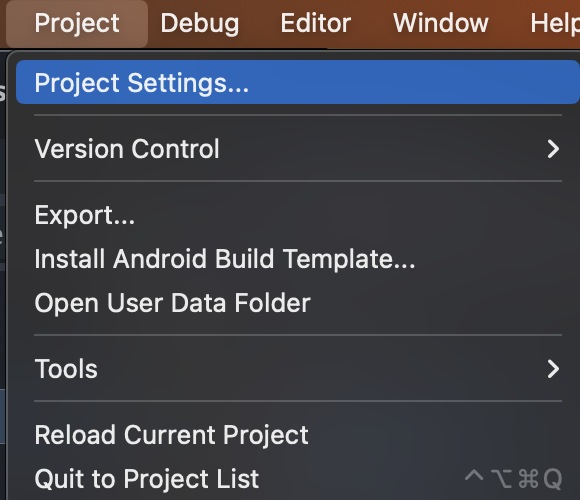 Project Debug Editor Window Help
Project Settings...
Version Control
Export...
Install Android Build Template...
Open User Data Folder
Tools
Reload Current Project
Quit to Project List ^⌥⌘Q